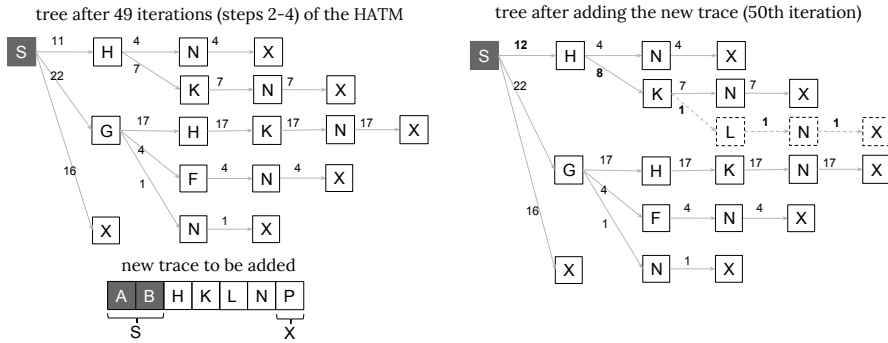 tree after 49 iterations (steps 2-4) of the HATM
S 11 H 4 N 4 X
22 7 K 7 N 7 X
G 17 H 17 K 17 N 17 X
4 F 4 N 4 X
16 1
X N 1 X
new trace to be added
A B H K L N P
S X
tree after adding the new trace (50th iteration)
S 12 H 4 N 4 X
22 8 K 7 N 7 X
1 L 1 N 1 X
G 17 H 17 K 17 N 17 X
4 F 4 N 4 X
16 1
X N 1 X